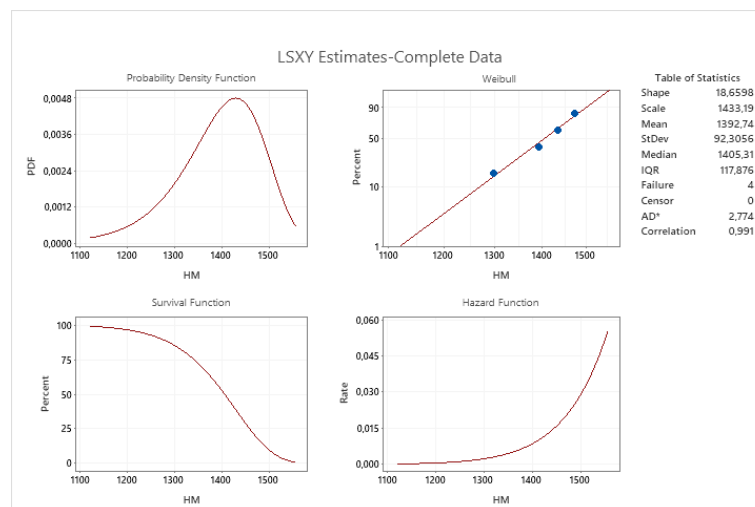 LSXY Estimates-Complete Data
Probability Density Function
0,0048
0,0036
0,0024
0,0012
0,0000
PDF
1100 1200 1300 1400 1500
HM
Weibull
90
50
10
1
Percent
1100 1200 1300 1400 1500
HM
Table of Statistics
Shape 18,6598
Scale 1433,19
Mean 1392,74
StDev 92,3056
Median 1405,31
IQR 117,876
Failure 4
Censor 0
AD* 2,774
Correlation 0,991
Survival Function
100
75
50
25
0
Percent
1100 1200 1300 1400 1500
HM
Hazard Function
0,060
0,045
0,030
0,015
0,000
Rate
1100 1200 1300 1400 1500
HM